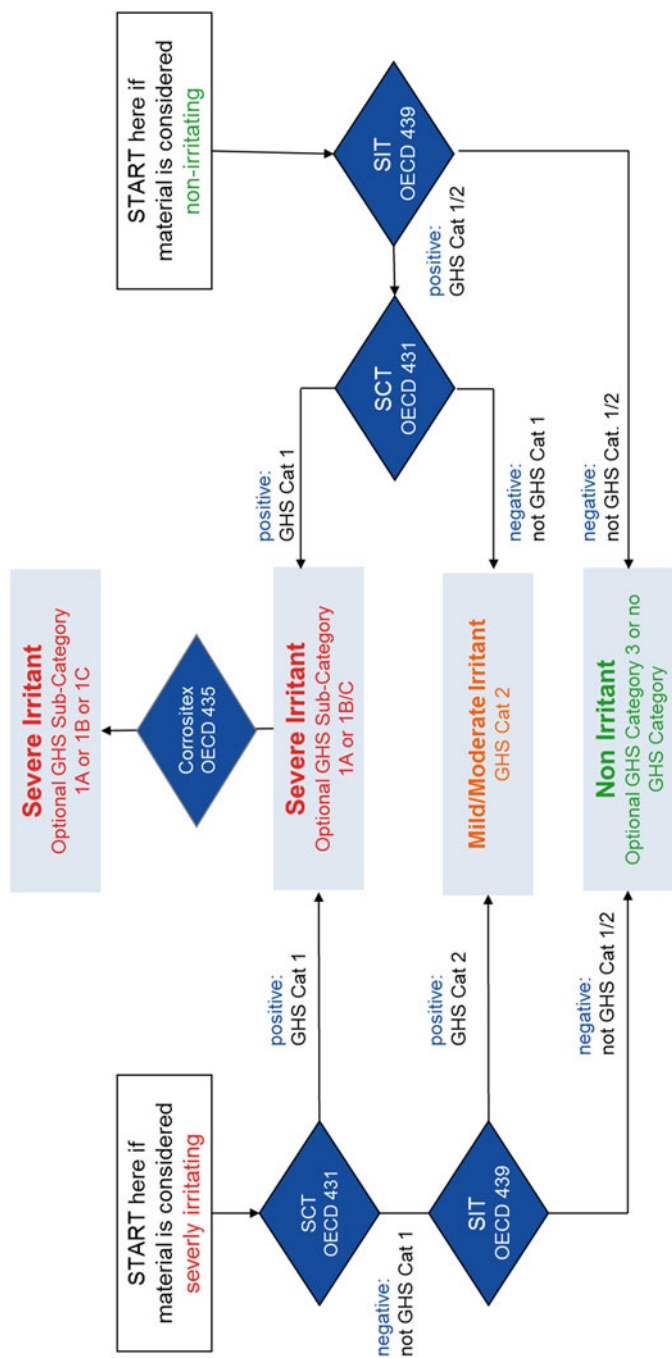 START here if
material is considered
severly irritating
SCT
OECD 431
positive:
GHS Cat 1
negative:
not GHS Cat 1
SIT
OECD 439
positive:
GHS Cat 2
negative:
not GHS Cat 1/2
Severe Irritant
Optional GHS Sub-Category
1A or 1B or 1C
Corrositex
OECD 435
Severe Irritant
Optional GHS Sub-Category
1A or 1B/C
Mild/Moderate Irritant
GHS Cat 2
Non Irritant
Optional GHS Category 3 or no
GHS Category
START here if
material is considered
non-irritating
SIT
OECD 439
positive:
GHS Cat 1/2
SCT
OECD 431
positive:
GHS Cat 1
negative:
not GHS Cat 1
negative:
not GHS Cat. 1/2